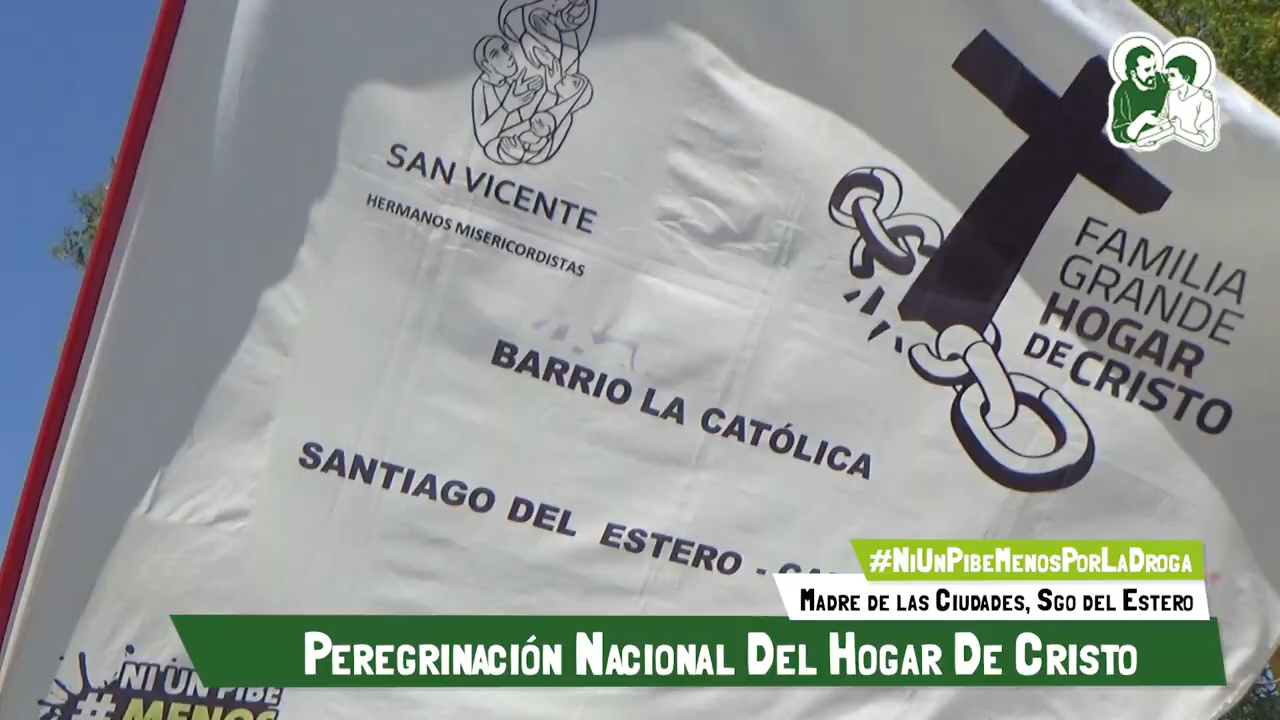 SAN VICENTE
HERMANOS MISERICORDISTAS
FAMILIA
GRANDE
HOGAR
DE CRISTO
BARRIO LA CATÓLICA
SANTIAGO DEL ESTERO -
#NiUnPibeMenosPorLaDroga
Madre de las Ciudades, Sgo del Estero
Peregrinación Nacional Del Hogar De Cristo
NI UN PIBE
#MENOS